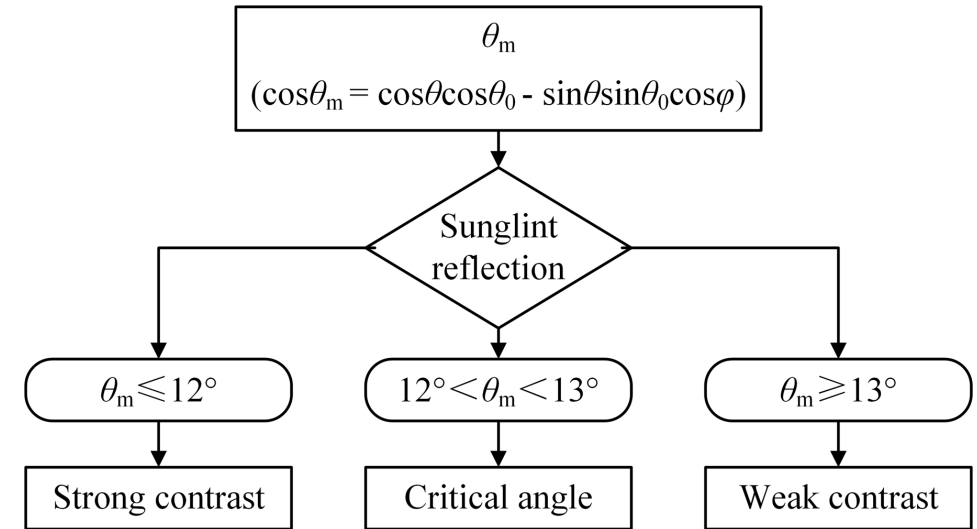 θm
(cosθm = cosθcosθ0 - sinθsinθ0cosφ)
Sunglint
reflection
θm≤12°
12°<θm<13°
θm≥13°
Strong contrast
Critical angle
Weak contrast